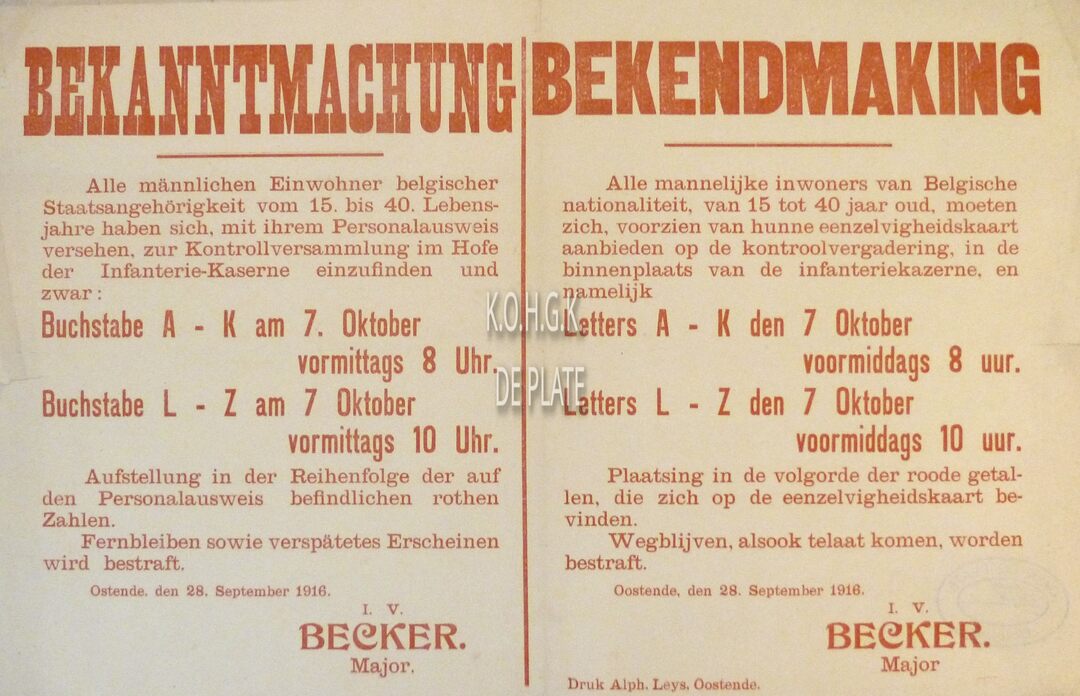 BEKANNTMACHUNG
Alle männlichen Einwohner belgischer
Staatsangehörigkeit vom 15. bis 40. Lebens-
jahre haben sich, mit ihrem Personalausweis
versehen, zur Kontrollversammlung im Hofe
der Infanterie-Kaserne einzufinden und
zwar :
Buchstabe A - K am 7. Oktober
vormittags 8 Uhr.
Buchstabe L - Z am 7 Oktober
vormittags 10 Uhr.
Aufstellung in der Reihenfolge der auf
den Personalausweis befindlichen rothen
Zahlen.
Fernbleiben sowie verspätetes Erscheinen
wird bestraft.
Ostende, den 28. September 1916.
I. V.
BECKER.
Major.
BEKENDMAKING
Alle mannelijke inwoners van Belgische
nationaliteit, van 15 tot 40 jaar oud, moeten
zich, voorzien van hunne eenzelvigheidskaart
aanbieden op de kontroolvergadering, in de
binnenplaats van de infanteriekazerne, en
namelijk
Letters A - K den 7 Oktober
voormiddags 8 uur.
Letters L - Z den 7 Oktober
voormiddags 10 uur.
Plaatsing in de volgorde der roode getal-
len, die zich op de eenzelvigheidskaart be-
vinden.
Wegblijven, alsook telaat komen, worden
bestraft.
Oostende, den 28. September 1916.
I. V.
BECKER.
Major
Druk Alph. Leys, Oostende.
K.O.H.G.K
DE PLATE